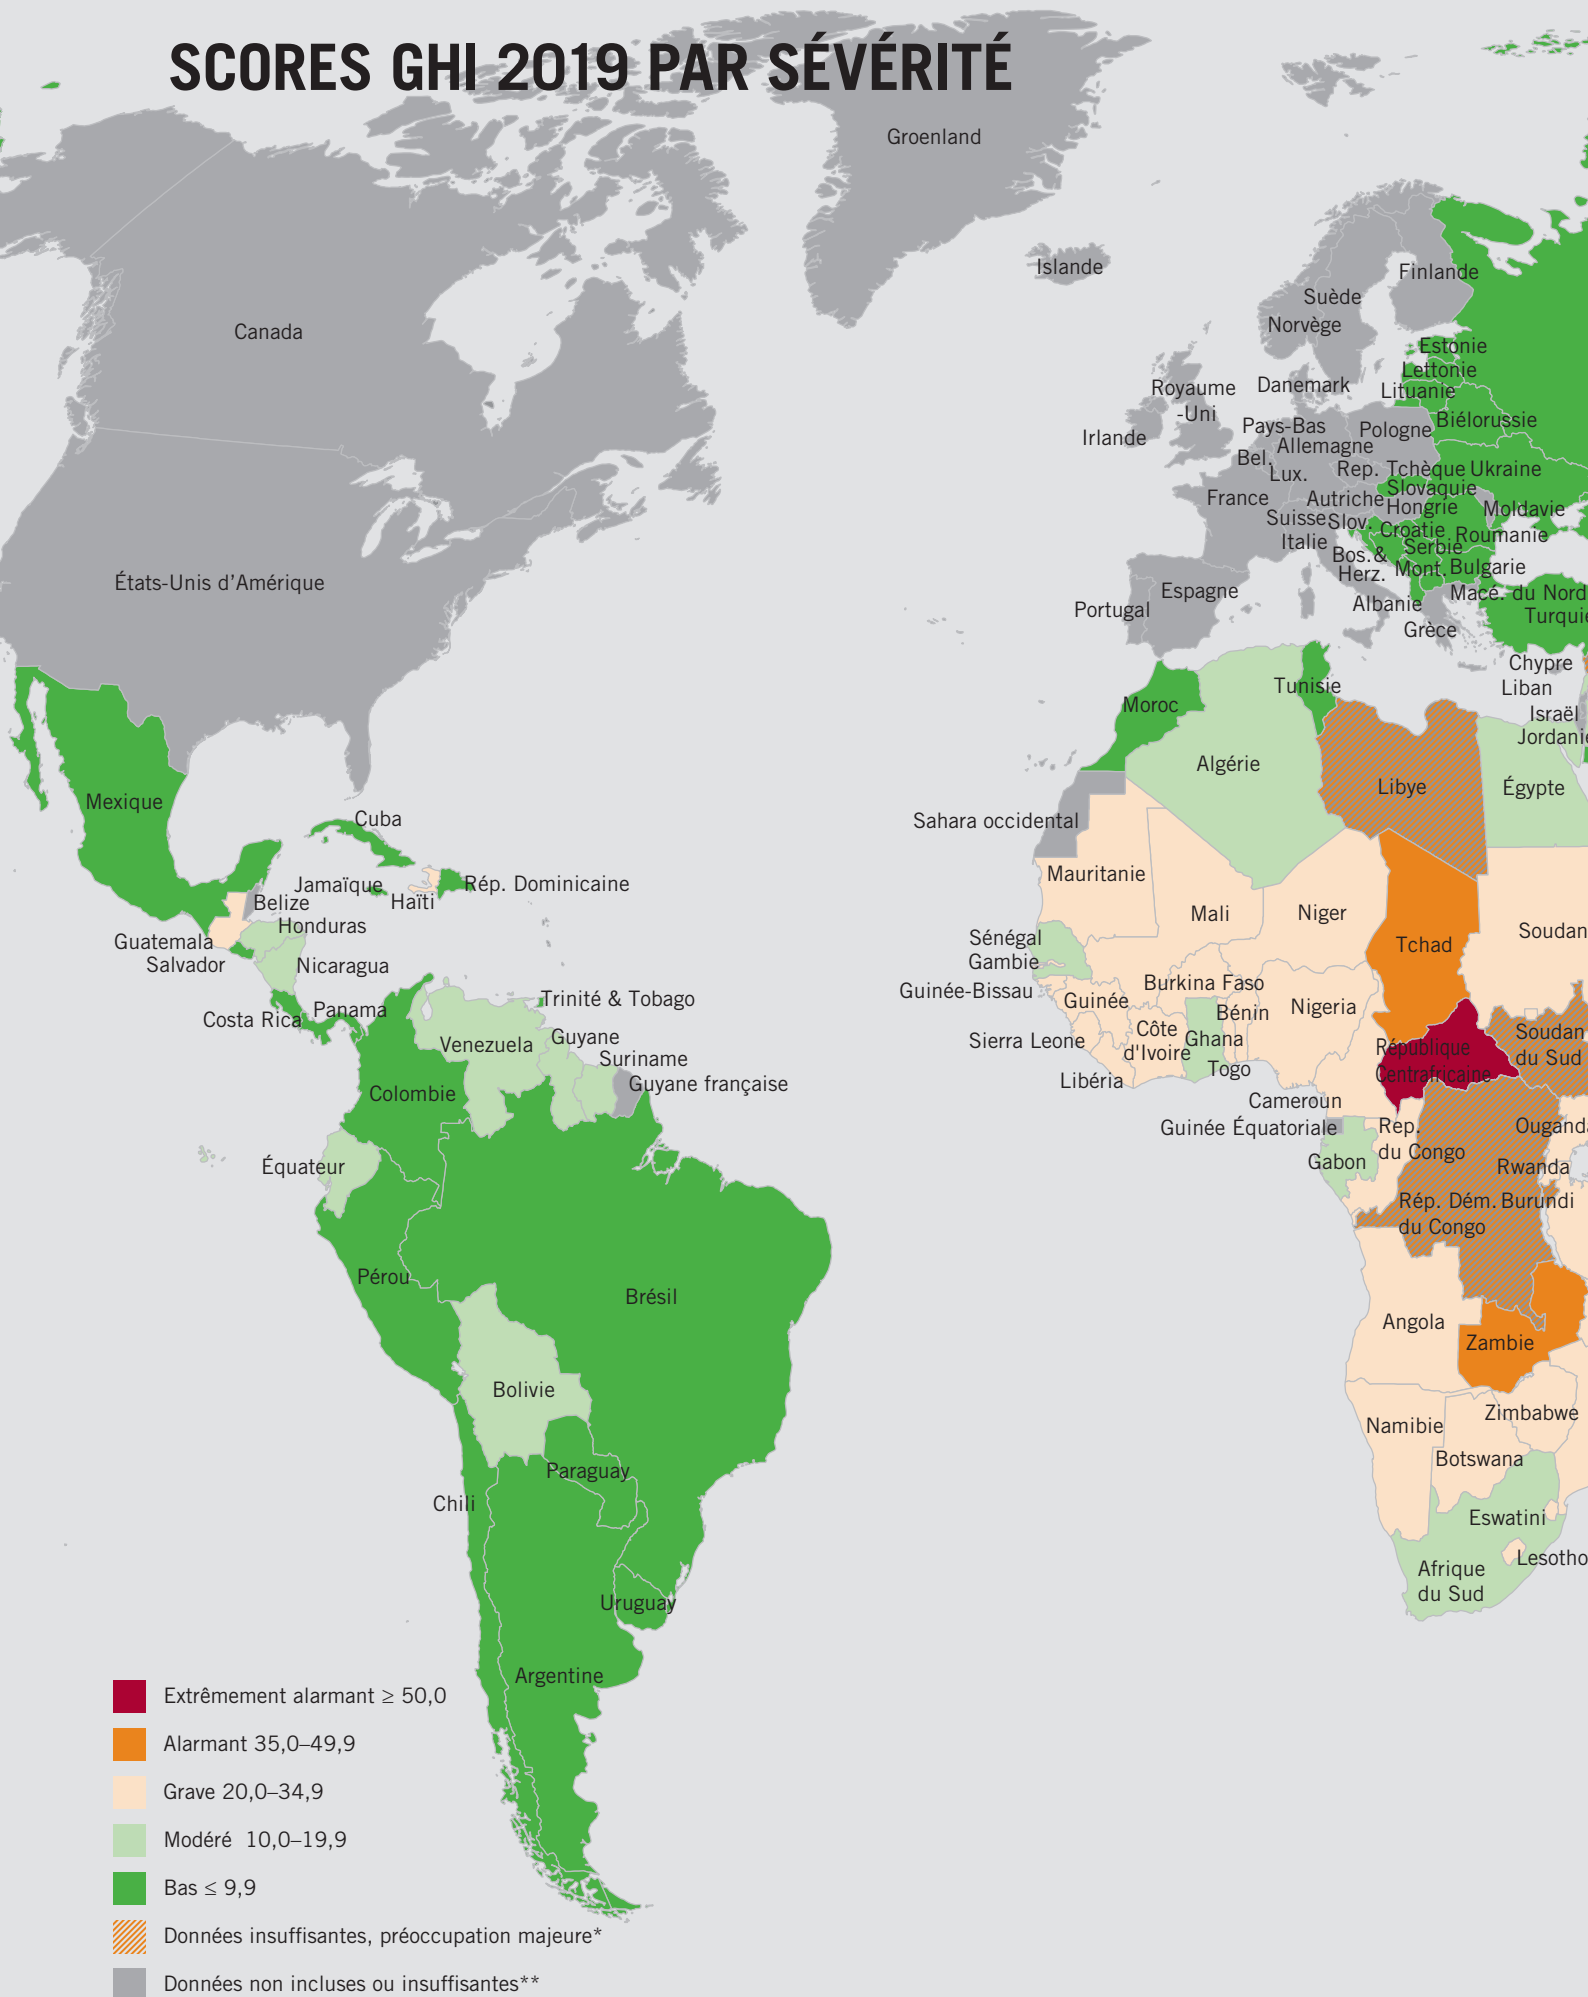 SCORES GHI 2019 PAR SÉVÉRITÉ
Groenland
Islande
Finlande
Suède
Norvège
Canada
Estonie
Lettonie
Lituanie
Royaume
-Uni
Danemark
Biélorussie
Pays-Bas
Pologne
Irlande
Allemagne
Bel.
Rep. Tchèque
Ukraine
Lux.
Slovaquie
France
Autriche
Hongrie
Moldavie
Suisse
Slov.
Croatie
Roumanie
Italie
Serbie
Bos.&
Herz.
Mont.
Bulgarie
États-Unis d'Amérique
Espagne
Macé. du Nord
Portugal
Albanie
Turquie
Grèce
Chypre
Liban
Tunisie
Moroc
Israël
Jordanie
Algérie
Libye
Égypte
Mexique
Cuba
Sahara occidental
Mauritanie
Jamaïque
Rép. Dominicaine
Haïti
Belize
Honduras
Mali
Niger
Guatemala
Sénégal
Tchad
Soudan
Salvador
Nicaragua
Gambie
Burkina Faso
Guinée-Bissau
Trinité & Tobago
Guinée
Nigeria
Panama
Costa Rica
Bénin
Guyane
Côte
d'Ivoire
Ghana
Soudan
du Sud
Venezuela
Sierra Leone
République
Centrafricaine
Suriname
Togo
Guyane française
Libéria
Colombie
Cameroun
Guinée Équatoriale
Rep.
du Congo
Ouganda
Équateur
Gabon
Rwanda
Rép. Dém.
du Congo
Burundi
Pérou
Brésil
Angola
Zambie
Bolivie
Zimbabwe
Namibie
Botswana
Paraguay
Chili
Eswatini
Lesotho
Afrique
du Sud
Uruguay
Argentine
Extrêmement alarmant ≥ 50,0
Alarmant 35,0–49,9
Grave 20,0–34,9
Modéré 10,0–19,9
Bas ≤ 9,9
Données insuffisantes, préoccupation majeure*
Données non incluses ou insuffisantes**